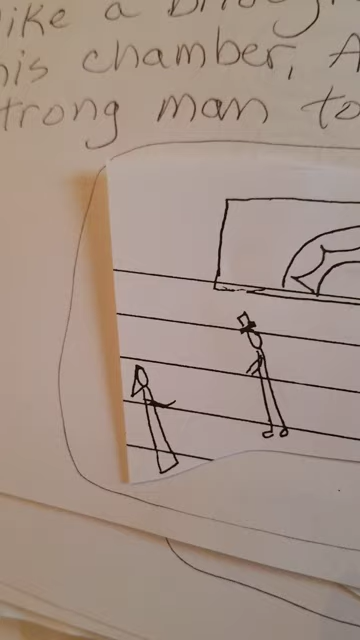 like a
his chamber,
strong man to